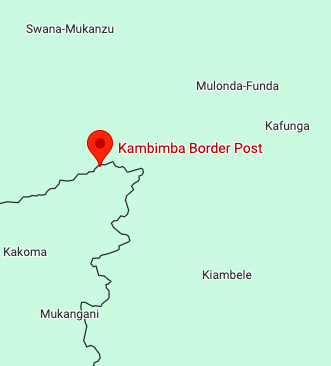 Swana-Mukanzu
Mulonda-Funda
Kafunga
Kambimba Border Post
Kakoma
Kiambele
Mukangani